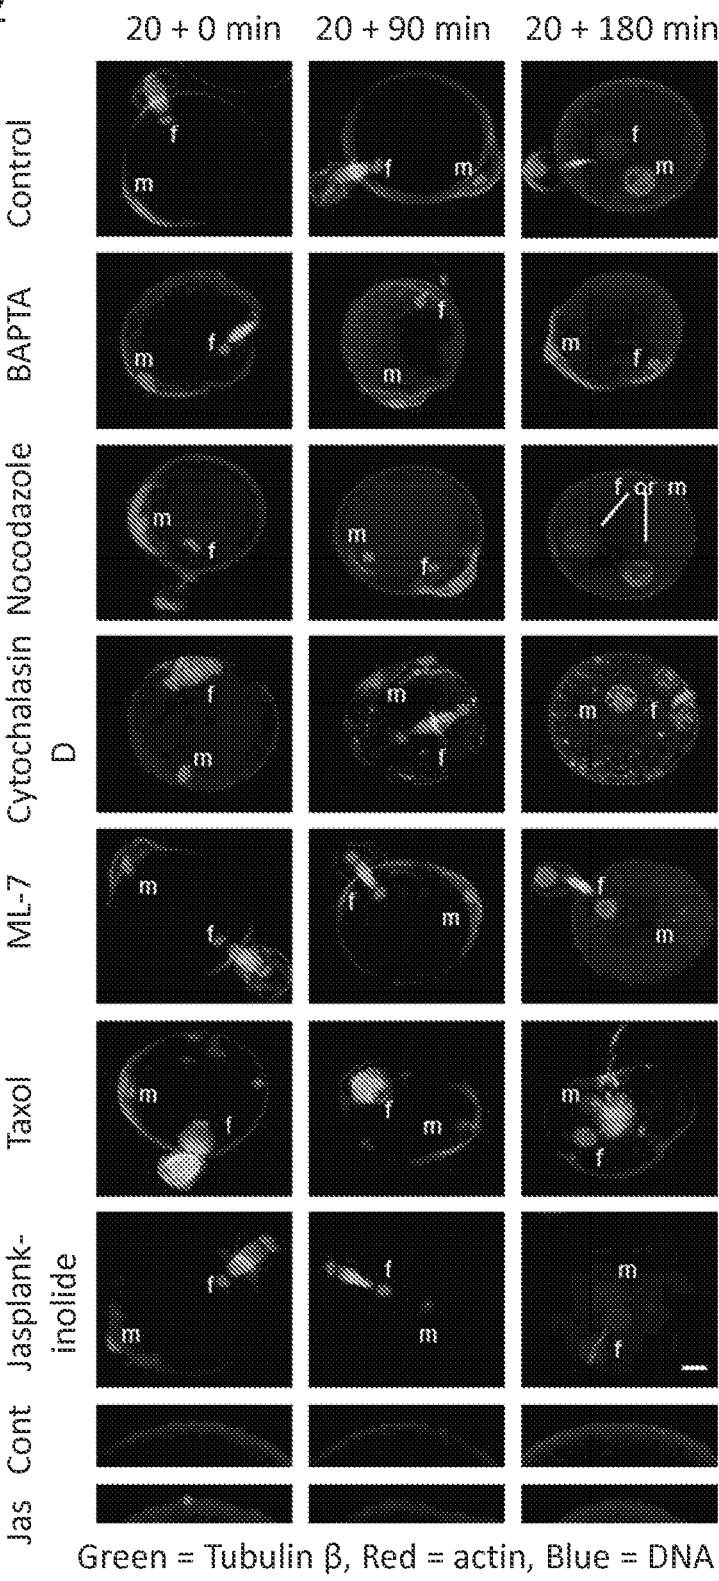 20 + 0 min 20 + 90 min 20 + 180 min
Control
f
m
f
m
f
m
BAPTA
f
m
f
m
m
f
Nocodazole
m
f
m
f
f or m
Cytochalasin
D
f
m
m
f
m
f
ML-7
m
f
f
m
f
m
Taxol
m
f
f
m
m
f
Jasplank-
inolide
f
m
f
m
m
f
Cont
Jas
Green = Tubulin β, Red = actin, Blue = DNA